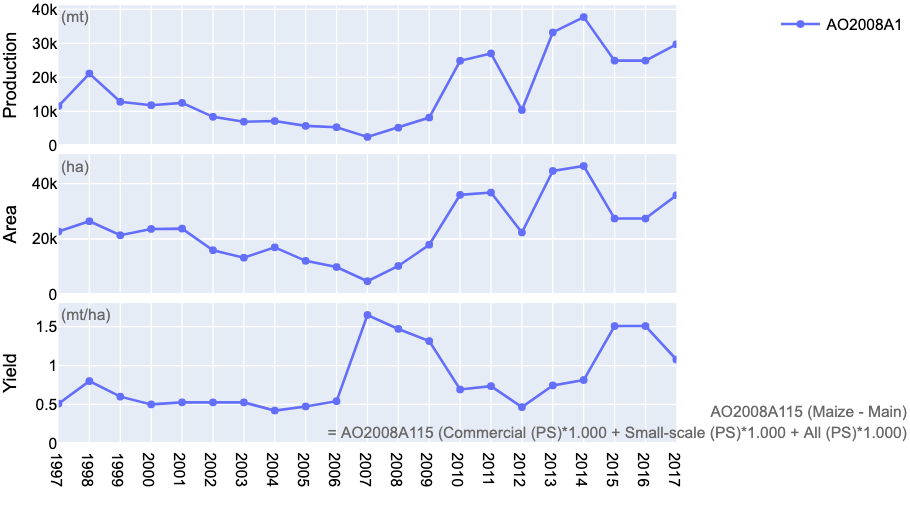 40k
(mt)
AO2008A1
30k
20k
10k
0
Production
(ha)
40k
20k
0
Area
(mt/ha)
1.5
1
0.5
0
Yield
AO2008A115 (Maize - Main)
= AO2008A115 (Commercial (PS)*1.000 + Small-scale (PS)*1.000 + All (PS)*1.000)
1997
1998
1999
2000
2001
2002
2003
2004
2005
2006
2007
2008
2009
2010
2011
2012
2013
2014
2015
2016
2017